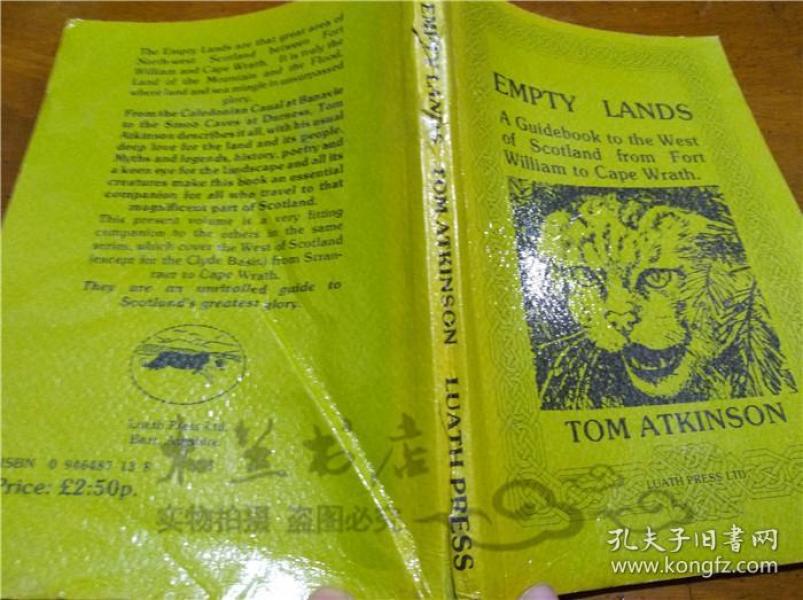 The Empty Lands are that great area of
North-west Scotland between Fort
William and Cape Wrath. It is truly the
Land of the Mountain and the Flood,
where land and sea mingle in unsurpassed
glory.
From the Caledonian Canal at Banavie
to the Smoo Caves at Durness, Tom
Atkinson describes it all, with his usual
deep love for the land and its people.
Myths and legends, history, poetry and
a keen eye for the landscape and all its
creatures make this book an essential
companion for all who travel to that
magnificent part of Scotland.
This present volume is a very fitting
companion to the others in the same
series, which cover the West of Scotland
(except for the Clyde Basin) from Stran-
raer to Cape Wrath.
They are an unrivalled guide to
Scotland's greatest glory.
Luath Press Ltd.
Barr, Ayrshire.
ISBN 0 946487 13 8
Price: £2:50p.
EMPTY LANDS TOM ATKINSON LUATH PRESS
EMPTY LANDS
A Guidebook to the West
of Scotland from Fort
William to Cape Wrath.
TOM ATKINSON
LUATH PRESS LTD
实物拍摄 盗图必究
孔夫子旧书网
www.kongfz.com